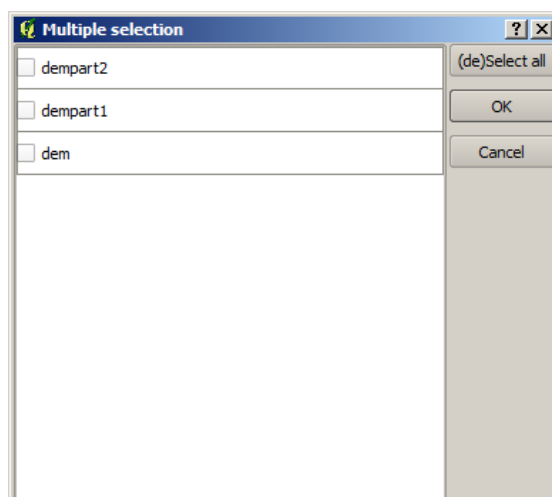 Multiple selection
dempart2
(de)Select all
dempart1
OK
dem
Cancel